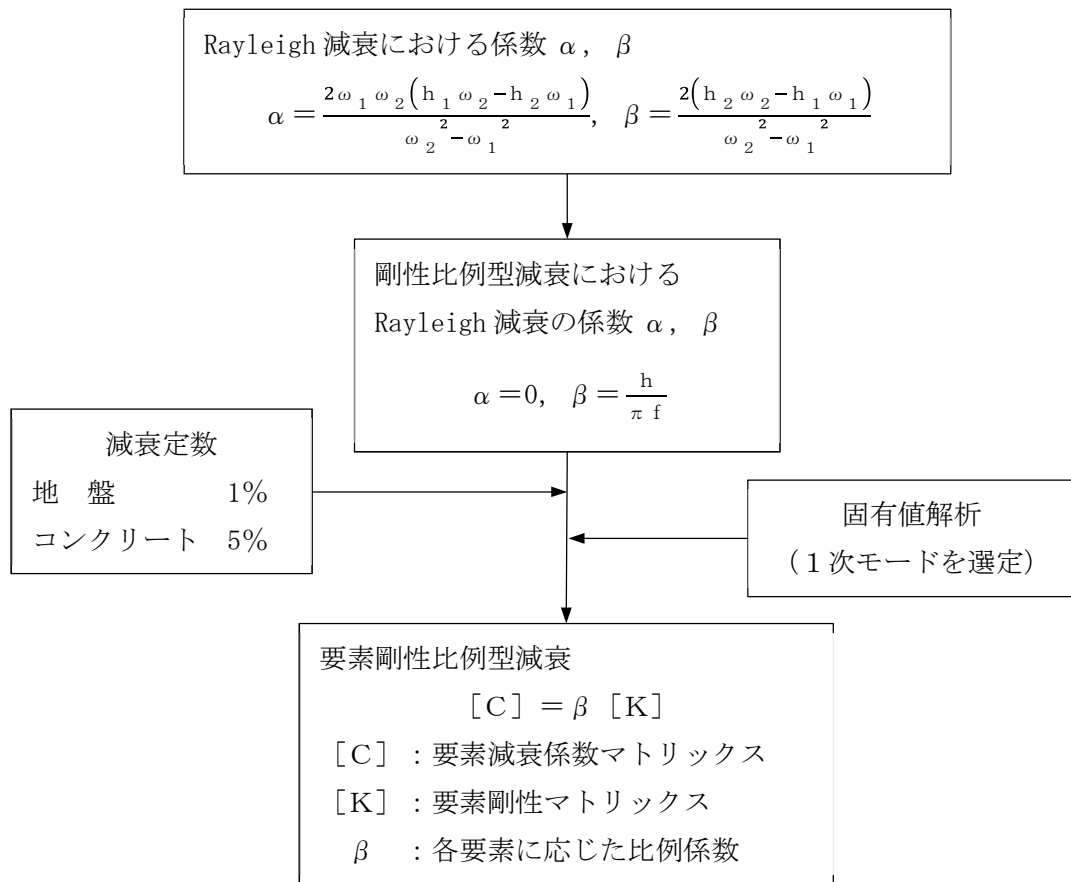 Rayleigh 減衰における係数 α, β
α=2ω₁ω₂(h₁ω₂-h₂ω₁)/(ω₂²-ω₁²), β=2(h₂ω₂-h₁ω₁)/(ω₂²-ω₁²)
剛性比例型減衰における
Rayleigh 減衰の係数 α, β
α=0, β=h/(πf)
減衰定数
地 盤 1%
コンクリート 5%
固有値解析
(1次モードを選定)
要素剛性比例型減衰
[C]=β [K]
[C]:要素減衰係数マトリックス
[K]:要素剛性マトリックス
β :各要素に応じた比例係数